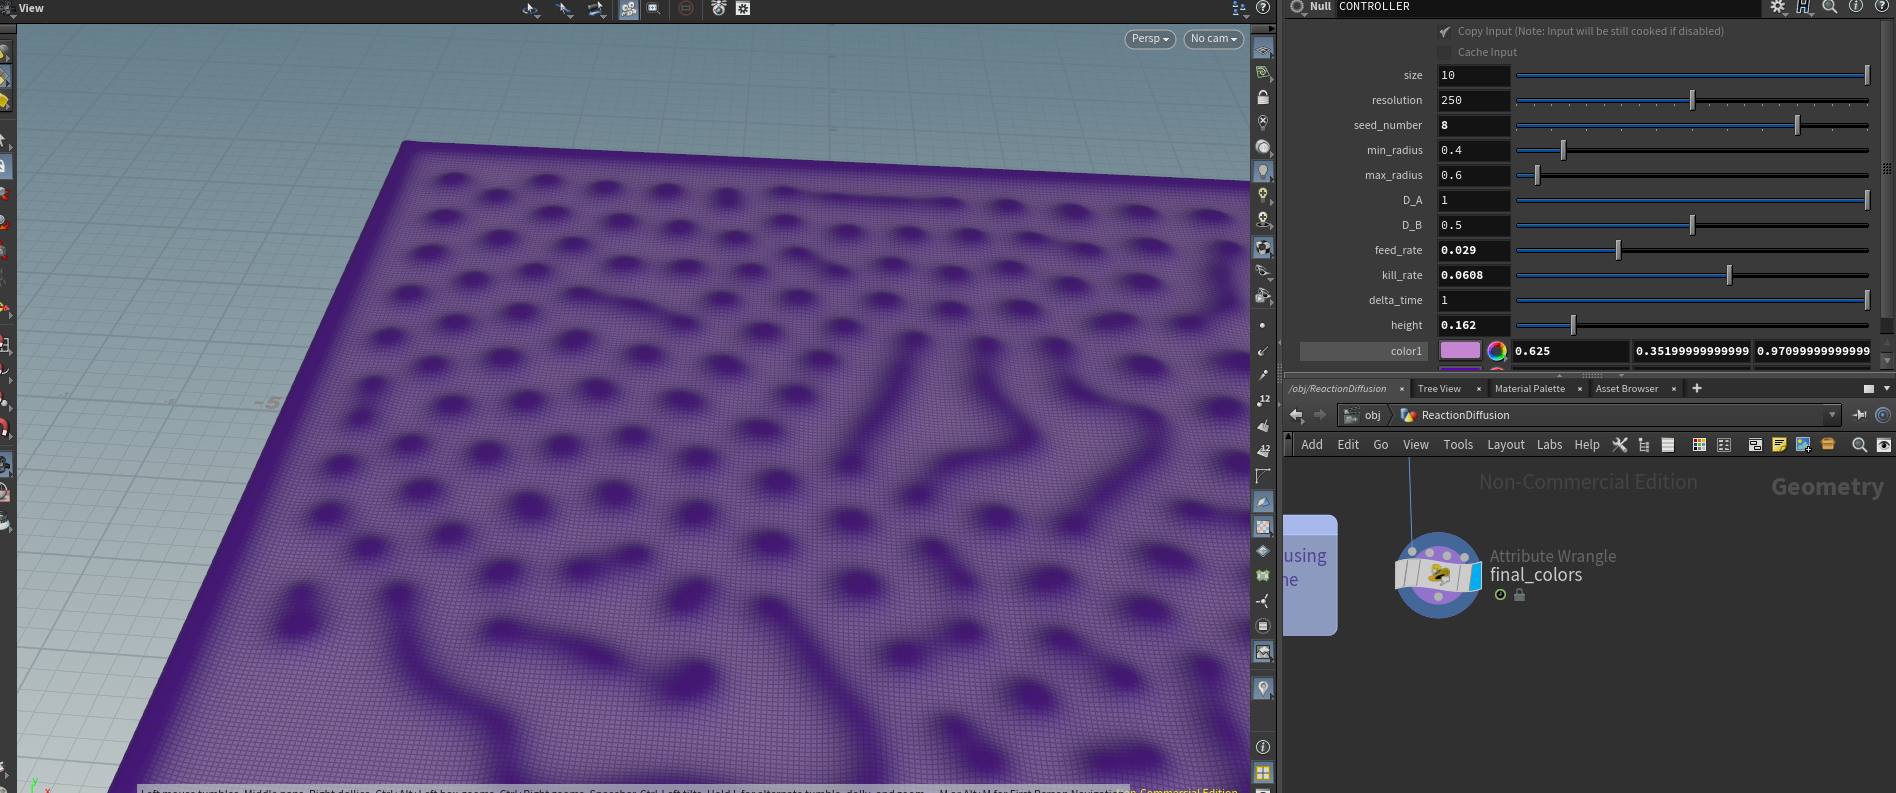 View
Persp
No cam
-5
Null CONTROLLER
Copy Input (Note: Input will be still cooked if disabled)
Cache Input
size 10
resolution 250
seed_number 8
min_radius 0.4
max_radius 0.6
D_A 1
D_B 0.5
feed_rate 0.029
kill_rate 0.0608
delta_time 1
height 0.162
color1 0.625 0.35199999999999 0.97099999999999
/obj/ReactionDiffusion × Tree View × Material Palette × Asset Browser × +
obj ReactionDiffusion
Add Edit Go View Tools Layout Labs Help
Non-Commercial Edition
Geometry
using
ne
Attribute Wrangle
final_colors
12
12
y
x